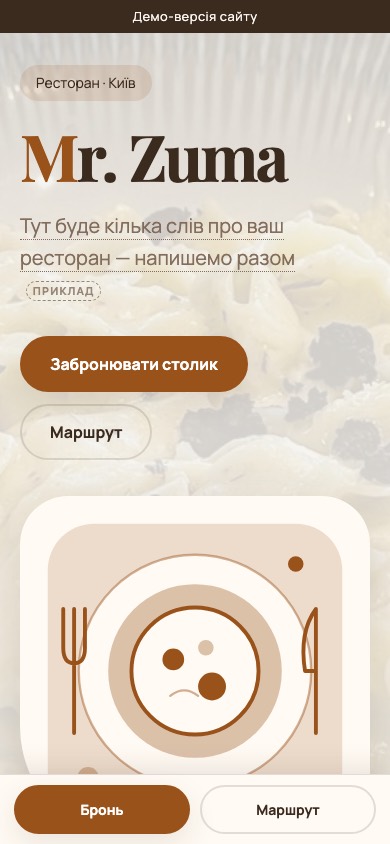 Демо-версія сайту
Ресторан · Київ
Mr. Zuma
Тут буде кілька слів про ваш
ресторан — напишемо разом
ПРИКЛАД
Забронювати столик
Маршрут
Бронь
Маршрут